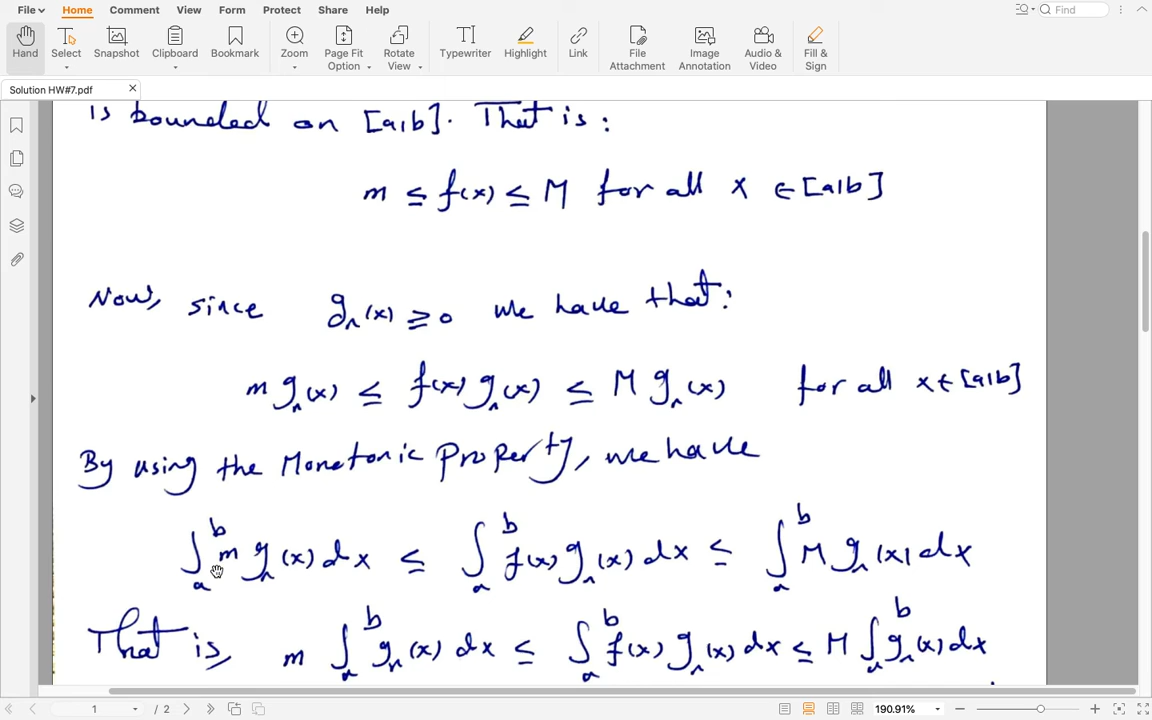 File Home Comment View Form Protect Share Help Find
Hand Select Snapshot Clipboard Bookmark Zoom Page Fit Option Rotate View Typewriter Highlight Link File Attachment Image Annotation Audio & Video Fill & Sign
Solution HW#7.pdf
is bounded on [a,b]. That is:
m ≤ f(x) ≤ M for all x ∈ [a,b]
Now, since gₙ(x) ≥ 0 we have that:
m gₙ(x) ≤ f(x) gₙ(x) ≤ M gₙ(x) for all x ∈ [a,b]
By using the Monotonic Property, we have
∫ₐᵇ m gₙ(x) dx ≤ ∫ₐᵇ f(x) gₙ(x) dx ≤ ∫ₐᵇ M gₙ(x) dx
That is, m ∫ₐᵇ gₙ(x) dx ≤ ∫ₐᵇ f(x) gₙ(x) dx ≤ M ∫ₐᵇ gₙ(x) dx
1 / 2 190.91%